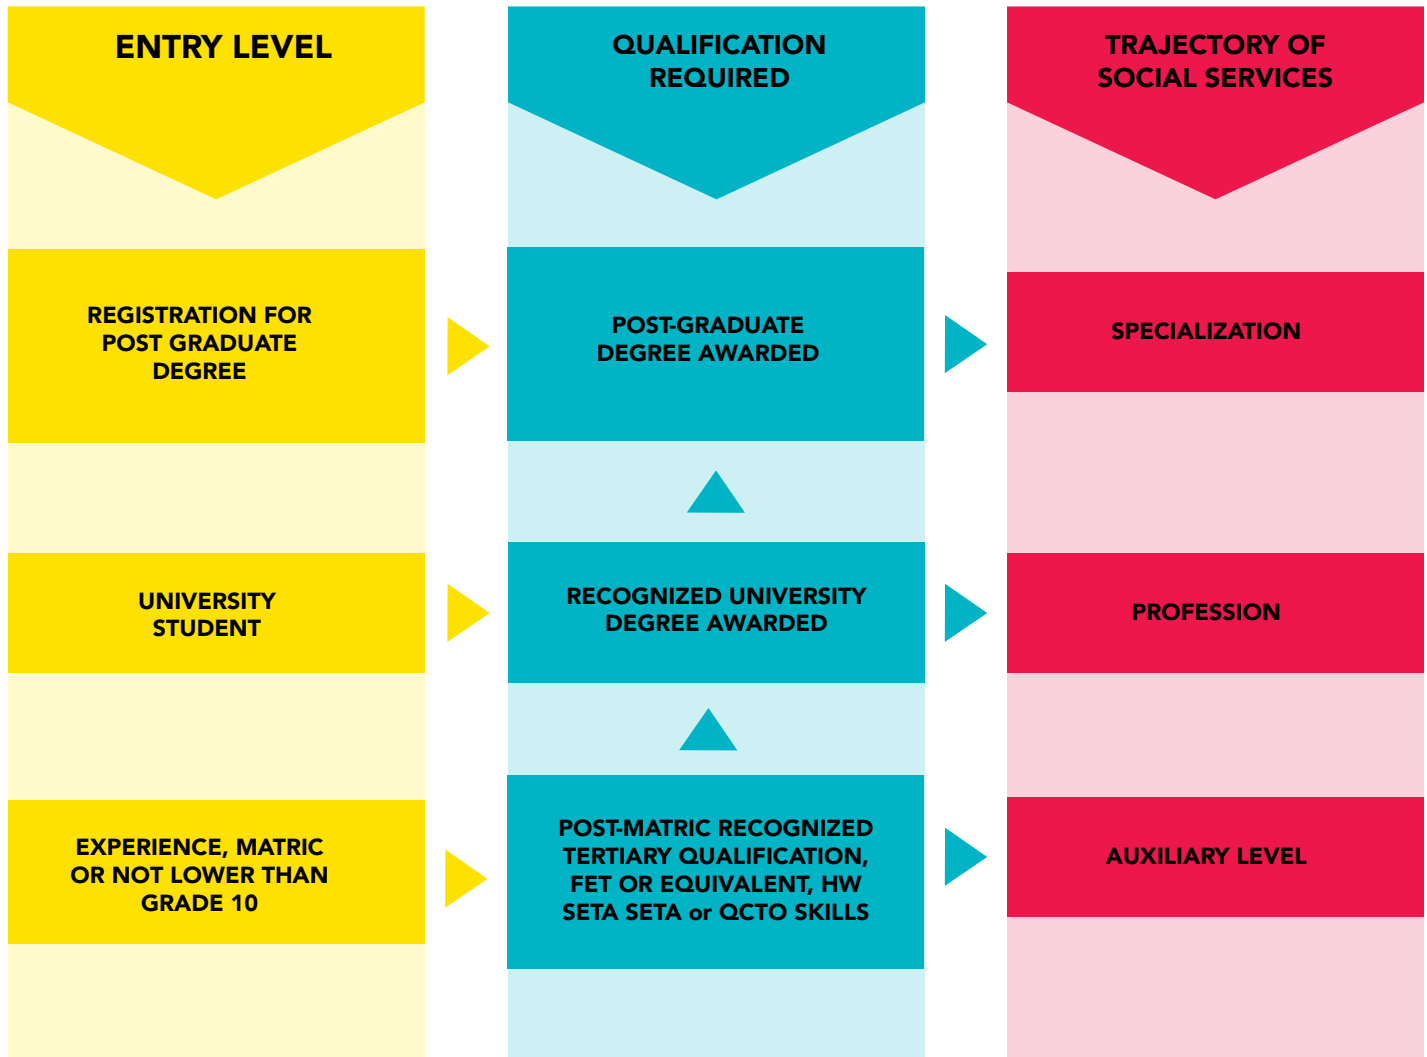 ENTRY LEVEL
QUALIFICATION
REQUIRED
TRAJECTORY OF
SOCIAL SERVICES
REGISTRATION FOR
POST GRADUATE
DEGREE
POST-GRADUATE
DEGREE AWARDED
SPECIALIZATION
UNIVERSITY
STUDENT
RECOGNIZED UNIVERSITY
DEGREE AWARDED
PROFESSION
EXPERIENCE, MATRIC
OR NOT LOWER THAN
GRADE 10
POST-MATRIC RECOGNIZED
TERTIARY QUALIFICATION,
FET OR EQUIVALENT, HW
SETA SETA or QCTO SKILLS
AUXILIARY LEVEL